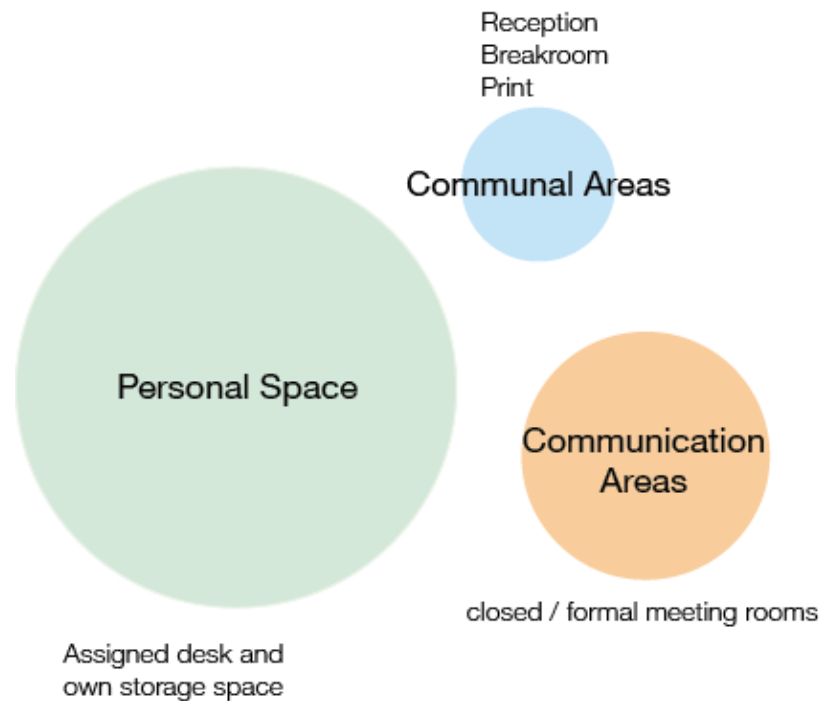 Reception
Breakroom
Print
Communal Areas
Personal Space
Communication
Areas
closed / formal meeting rooms
Assigned desk and
own storage space